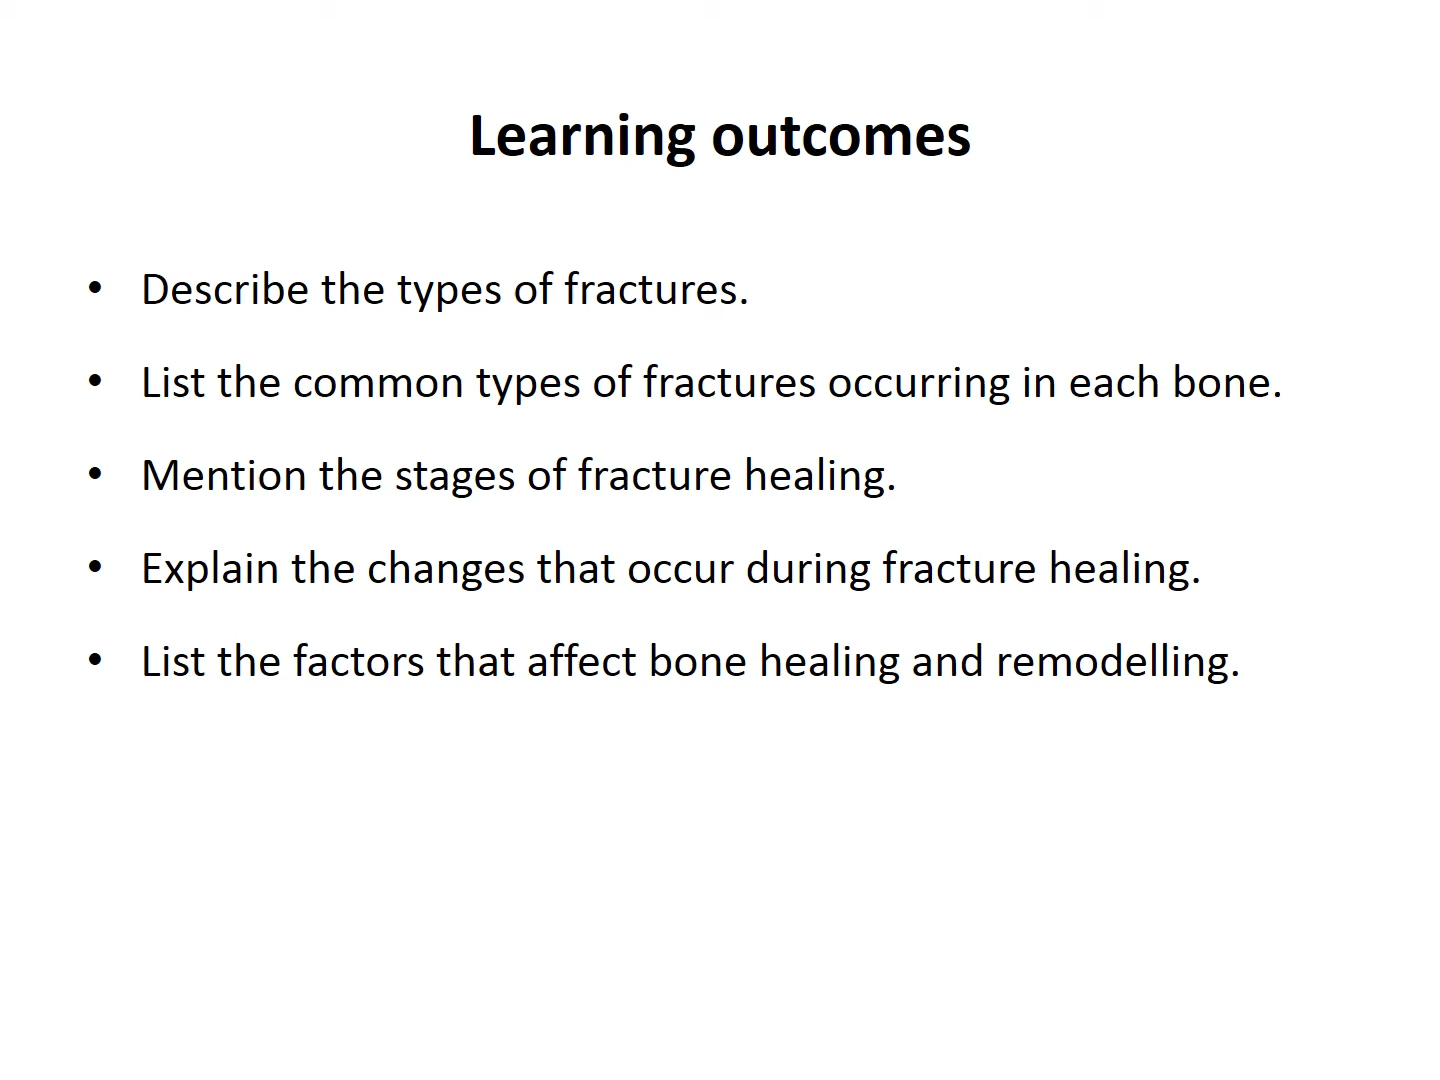 Learning outcomes
• Describe the types of fractures.
• List the common types of fractures occurring in each bone.
• Mention the stages of fracture healing.
• Explain the changes that occur during fracture healing.
• List the factors that affect bone healing and remodelling.